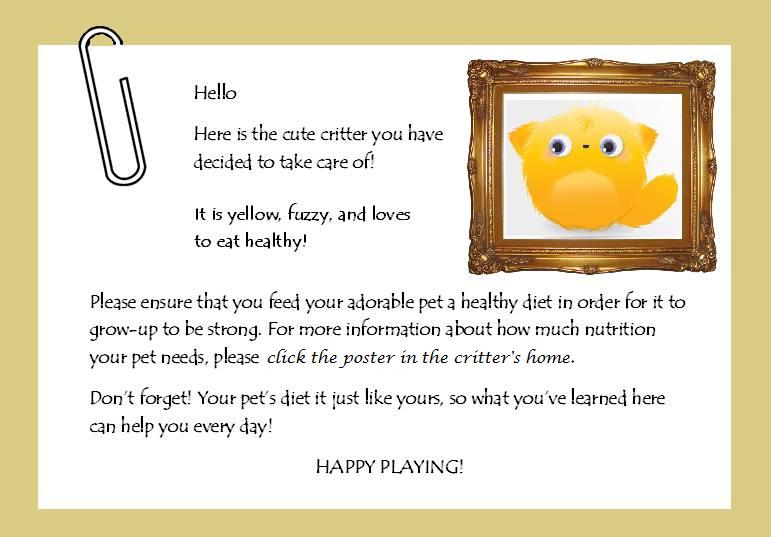 Hello
Here is the cute critter you have
decided to take care of!
It is yellow, fuzzy, and loves
to eat healthy!
Please ensure that you feed your adorable pet a healthy diet in order for it to
grow-up to be strong. For more information about how much nutrition
your pet needs, please click the poster in the critter's home.
Don't forget! Your pet's diet it just like yours, so what you've learned here
can help you every day!
HAPPY PLAYING!